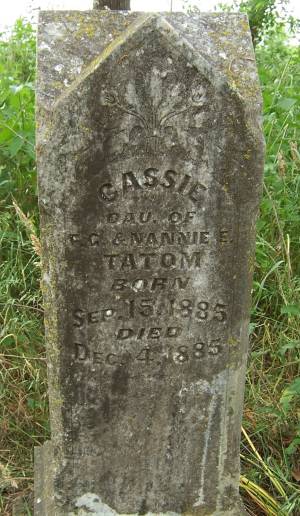 CASSIE
DAU. OF
F. G. & NANNIE E.
TATOM
BORN
SEP. 15, 1885
DIED
DEC. 4, 1885